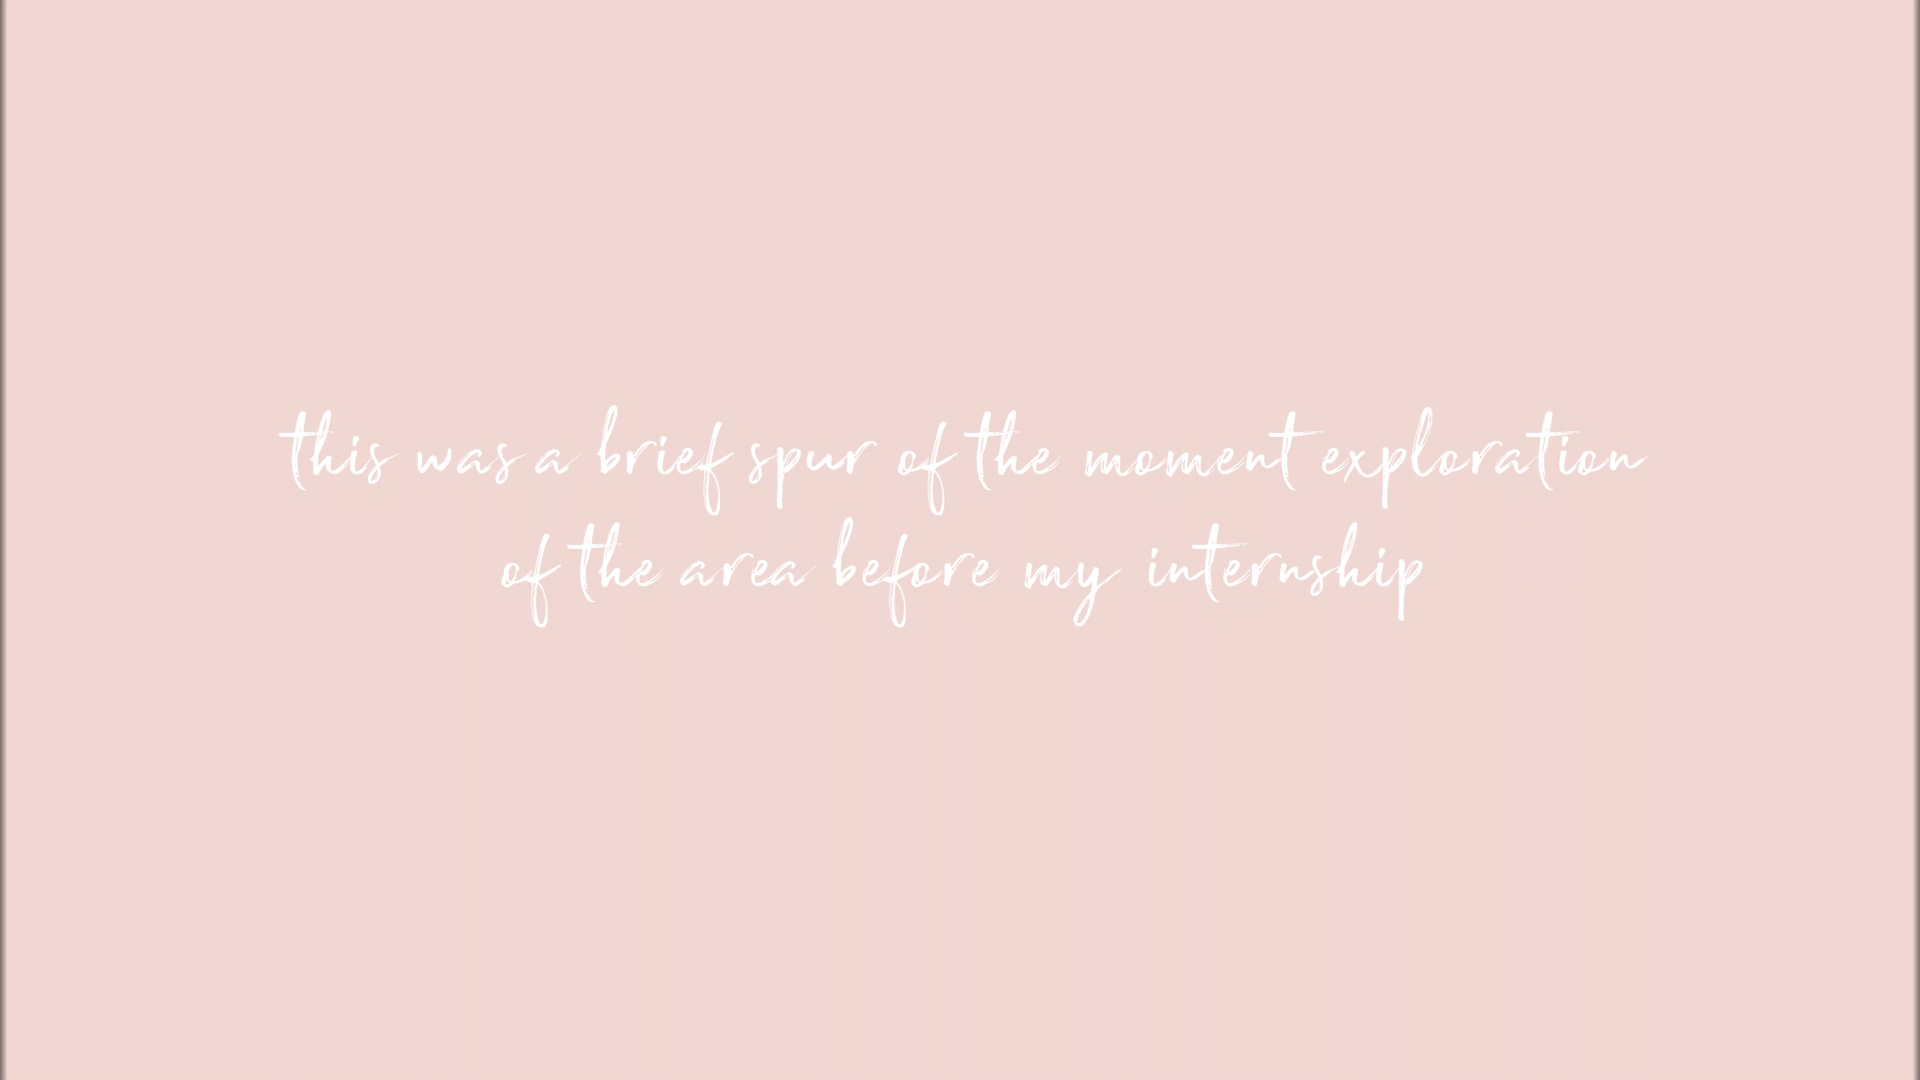 this was a brief spur of the moment exploration
of the area before my internship